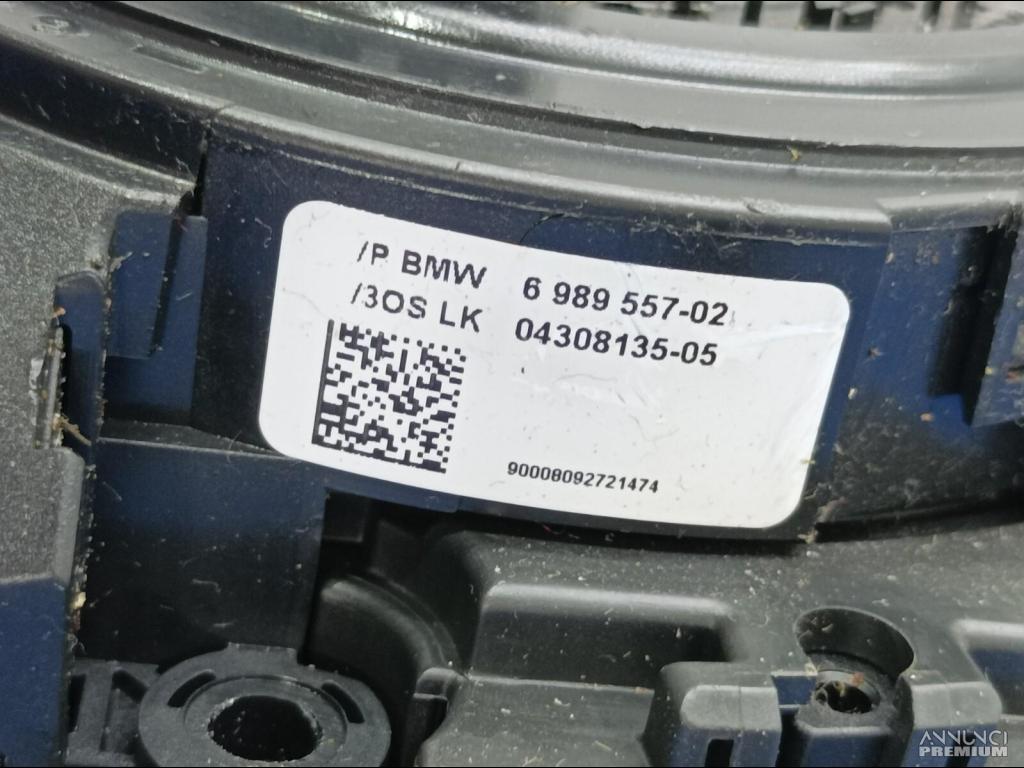 /P BMW 6 989 557-02
/3OS LK 04308135-05
90008092721474
ANNUNCI
PREMIUM